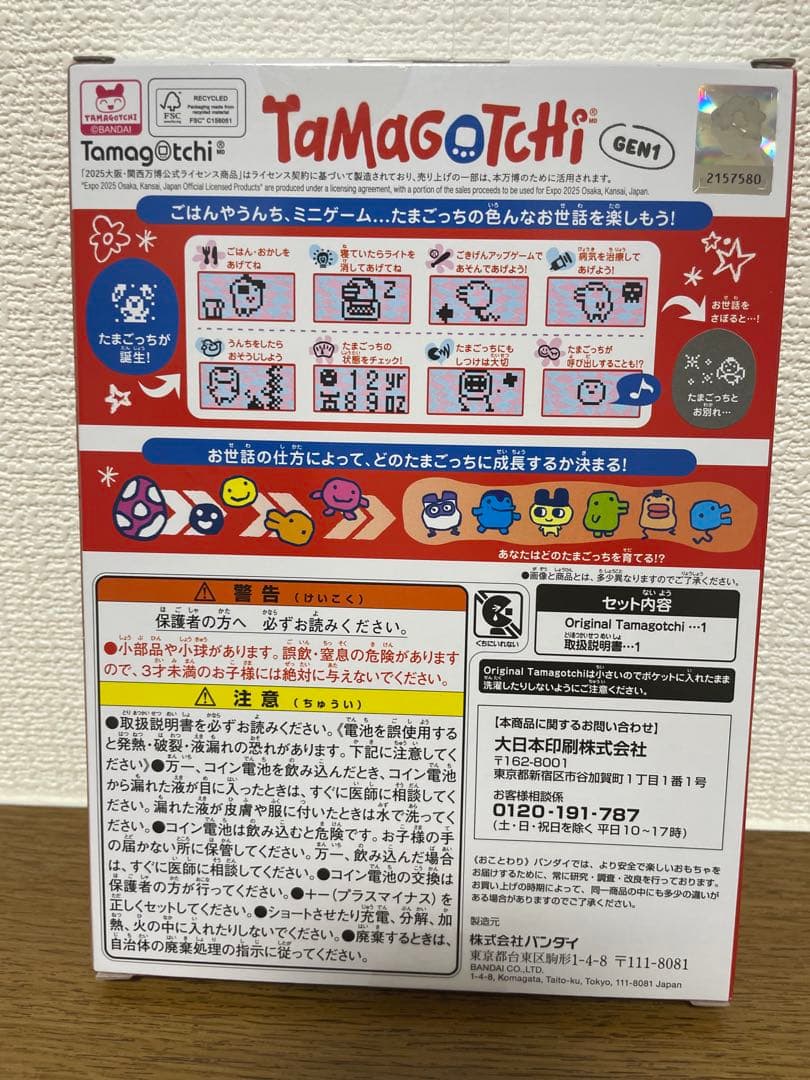 TAMAGOTCHI
©BANDAI
FSC
RECYCLED
Packaging made from recycled material
FSC® C156051
Tamagotchi
TaMaGOTCHi
GEN1
2157580
「2025大阪・関西万博公式ライセンス商品」はライセンス契約に基づいて製造されており、売り上げの一部は、本万博のために活用されます。
"Expo 2025 Osaka, Kansai, Japan Official Licensed Products" are produced under a licensing agreement, with a portion of the sales proceeds to be used for Expo 2025 Osaka, Kansai, Japan.
ごはんやうんち、ミニゲーム…たまごっちの色んなお世話を楽しもう!
たまごっちが
誕生!
ごはん・おかしを
あげてね
寝ていたらライトを
消してあげてね
ごきげんアップゲームで
あそんであげよう!
病気を治療して
あげよう!
お世話を
さぼると…!
うんちをしたら
おそうじしよう
たまごっちの
状態をチェック!
12yr
89oz
たまごっちにも
しつけは大切
たまごっちが
呼び出しすることも!?
たまごっちと
お別れ…
お世話の仕方によって、どのたまごっちに成長するか決まる!
あなたはどのたまごっちを育てる!?
●画像と商品とは、多少異なりますのでご了承ください。
警告(けいこく)
保護者の方へ 必ずお読みください。
●小部品や小球があります。誤飲・窒息の危険がありますので、3才未満のお子様には絶対に与えないでください。
注意(ちゅうい)
●取扱説明書を必ずお読みください。《電池を誤使用する
と発熱・破裂・液漏れの恐れがあります。下記に注意して
ください》●万一、コイン電池を飲み込んだとき、コイン電池
から漏れた液が目に入ったときは、すぐに医師に相談してく
ださい。漏れた液が皮膚や服に付いたときは水で洗ってく
ださい。●コイン電池は飲み込むと危険です。お子様の手
の届かない所に保管してください。万一、飲み込んだ場合
は、すぐに医師に相談してください。●コイン電池の交換は
保護者の方が行ってください。●+ー(プラスマイナス)を
正しくセットしてください。●ショートさせたり充電、分解、加
熱、火の中に入れたりしないでください。●廃棄するときは、
自治体の廃棄処理の指示に従ってください。
くちにいれない
セット内容
Original Tamagotchi …1
取扱説明書…1
Original Tamagotchiは小さいのでポケットに入れたまま
洗濯したりしないようにご注意ください。
【本商品に関するお問い合わせ】
大日本印刷株式会社
〒162-8001
東京都新宿区市谷加賀町1丁目1番1号
お客様相談係
0120-191-787
(土・日・祝日を除く 平日10~17時)
《おことわり》バンダイでは、より安全で楽しいおもちゃを
お届けするために、常に研究・調査・改良を行っております。
お買い上げの時期によって、同一商品の中にも多少の違いが
ある場合がありますがご了承ください。
製造元
株式会社バンダイ
東京都台東区駒形1-4-8 〒111-8081
BANDAI CO.,LTD.
1-4-8, Komagata, Taito-ku, Tokyo, 111-8081 Japan